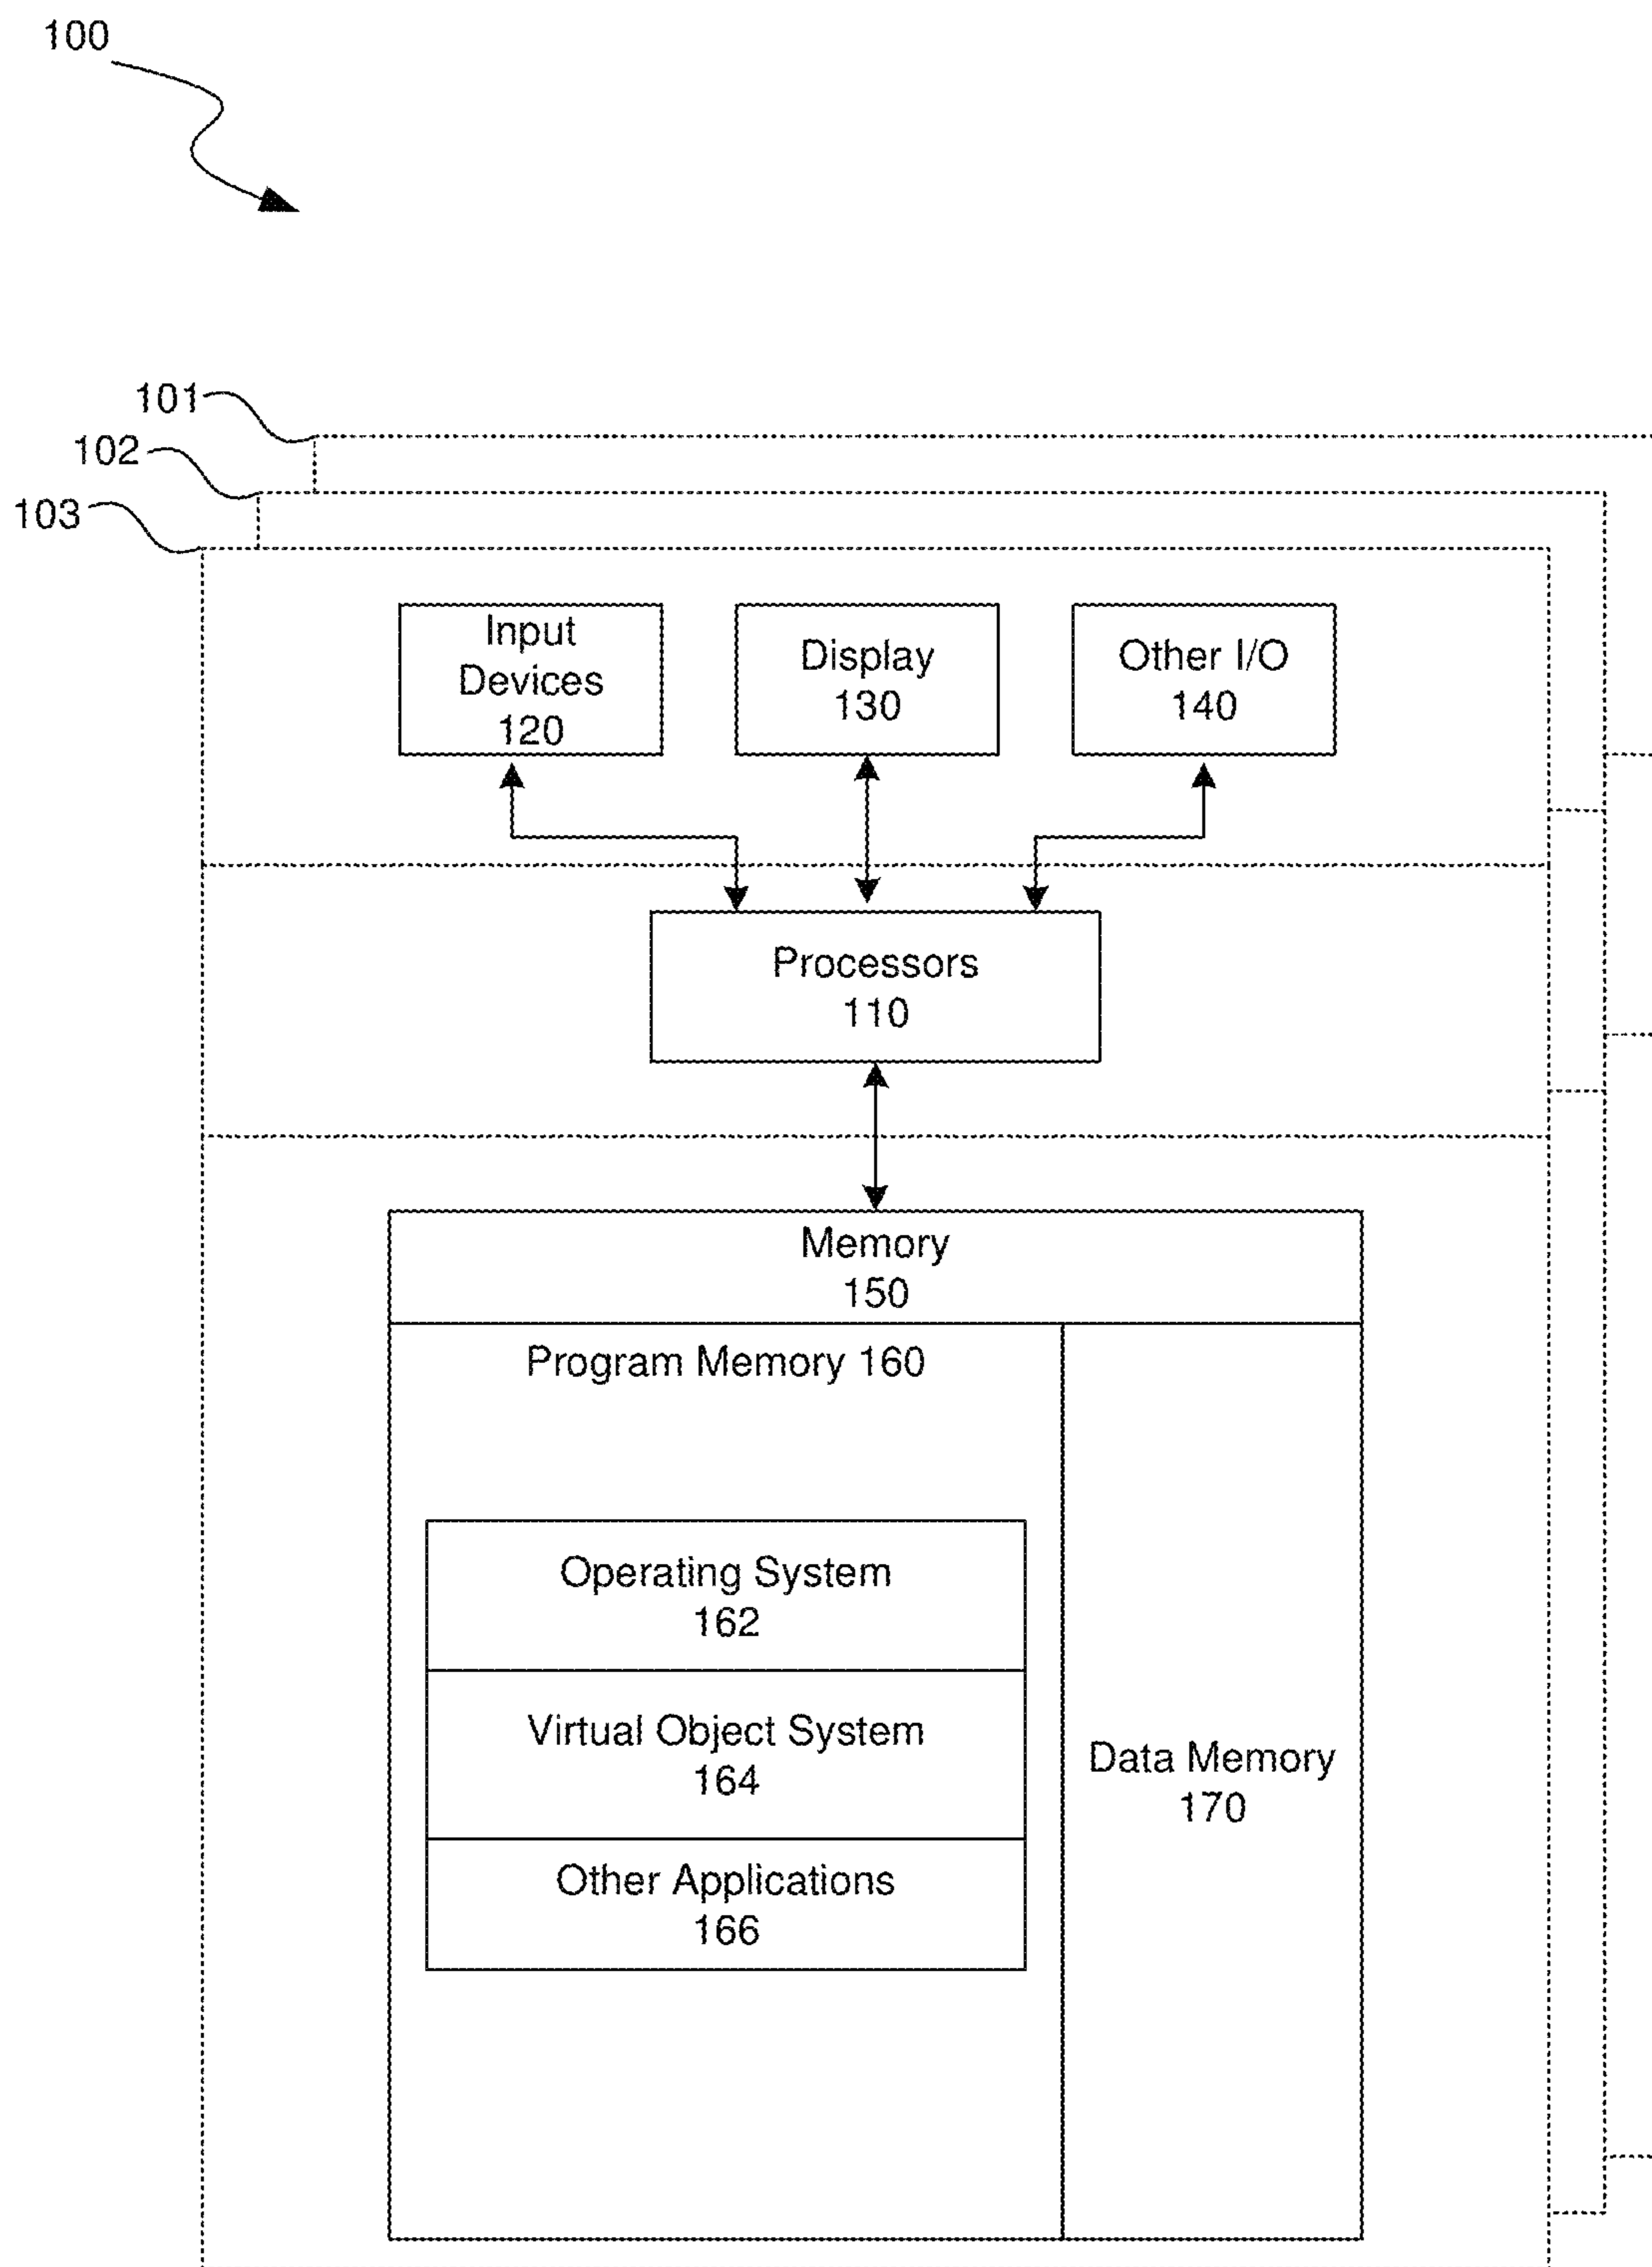 100
101
102
103
Input
Devices
120
Display
130
Other I/O
140
Processors
110
Memory
150
Program Memory 160
Operating System
162
Virtual Object System
164
Other Applications
166
Data Memory
170